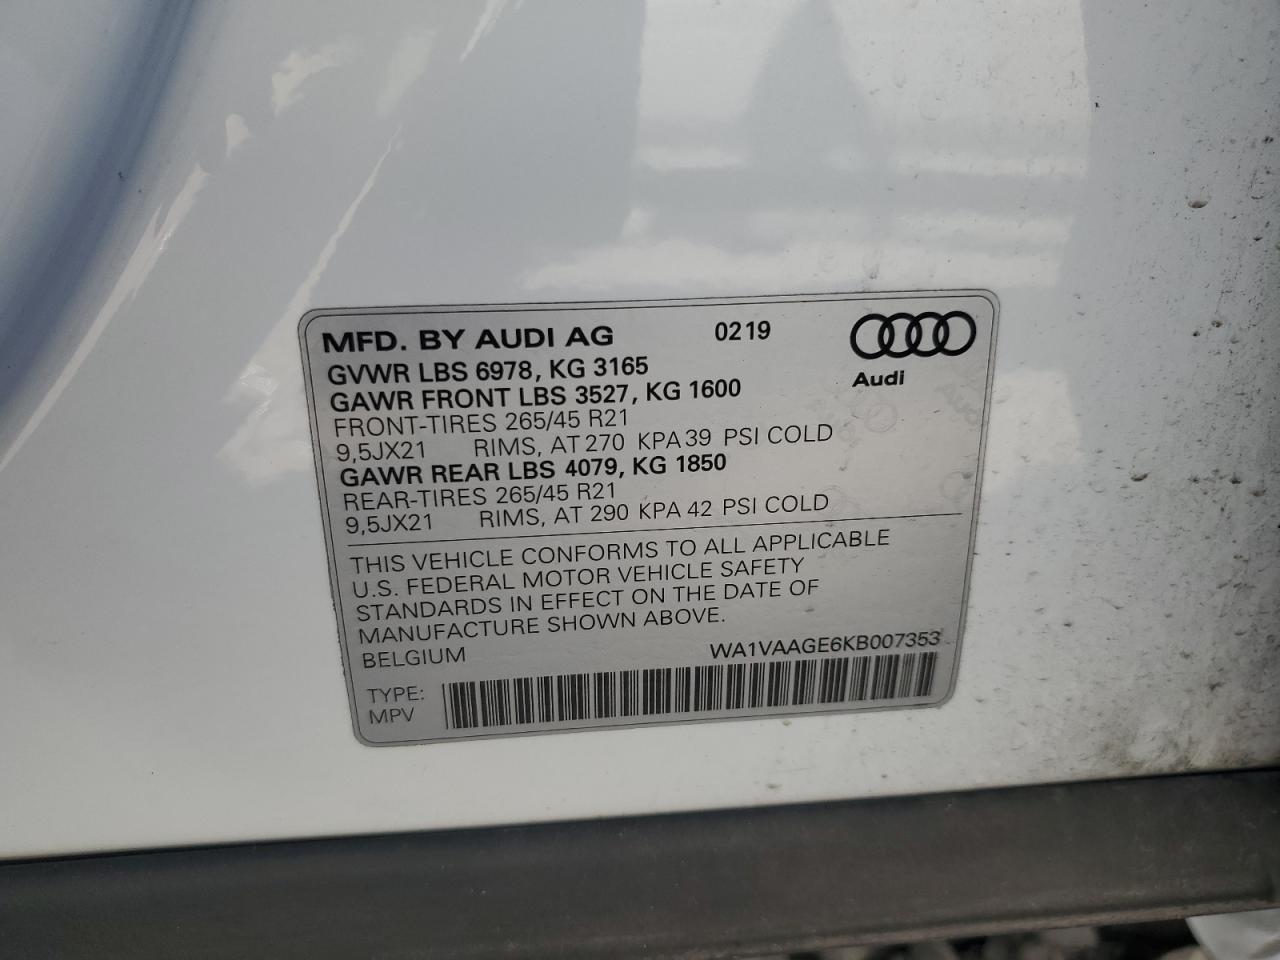 MFD. BY AUDI AG 0219
Audi
GVWR LBS 6978, KG 3165
GAWR FRONT LBS 3527, KG 1600
FRONT-TIRES 265/45 R21
9,5JX21 RIMS, AT 270 KPA 39 PSI COLD
GAWR REAR LBS 4079, KG 1850
REAR-TIRES 265/45 R21
9,5JX21 RIMS, AT 290 KPA 42 PSI COLD
THIS VEHICLE CONFORMS TO ALL APPLICABLE
U.S. FEDERAL MOTOR VEHICLE SAFETY
STANDARDS IN EFFECT ON THE DATE OF
MANUFACTURE SHOWN ABOVE.
BELGIUM WA1VAAGE6KB007353
TYPE:
MPV